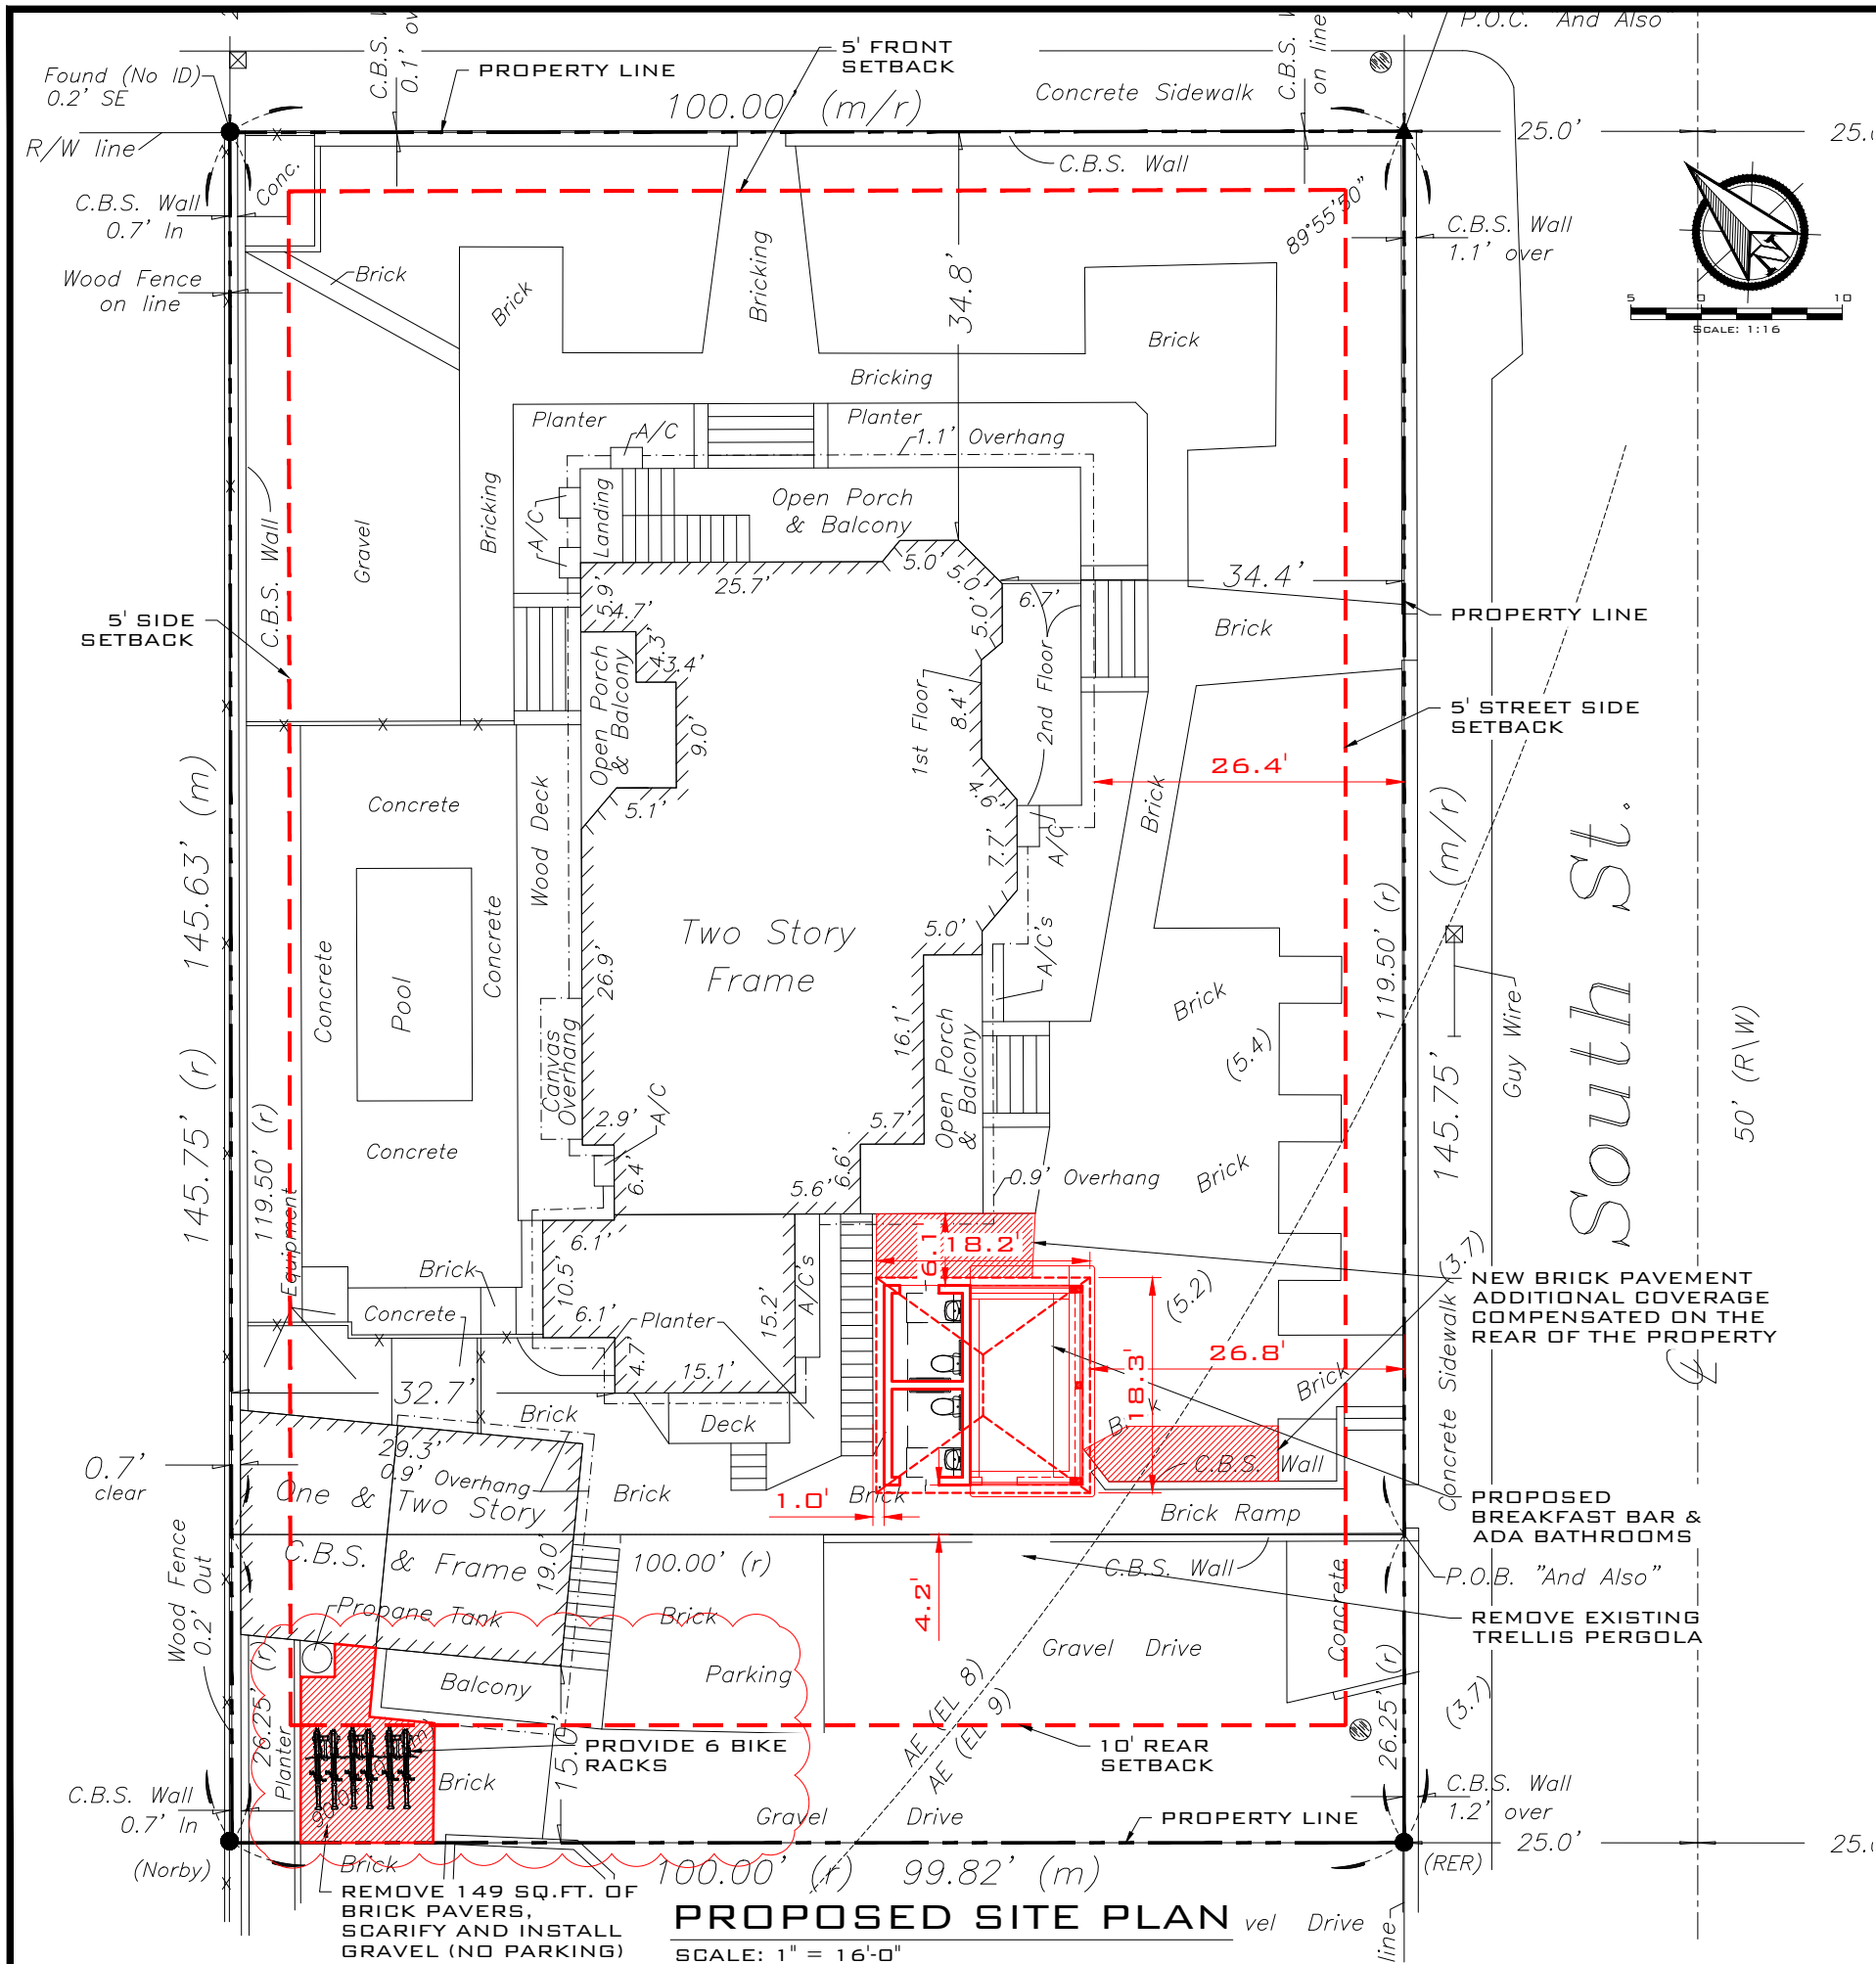 P.O.C. "And Also"
5' FRONT
SETBACK
PROPERTY LINE
Found (No ID)
0.2' SE
C.B.S.
0.1' ov
C.B.S.
on line
Concrete Sidewalk
100.00' (m/r)
25.0'
25.0
R/W line
C.B.S. Wall
Conc.
C.B.S. Wall
0.7' In
89°55'50"
C.B.S. Wall
1.1' over
N
Wood Fence
on line
Brick
Brick
Bricking
34.8'
Brick
5 0 10
SCALE: 1:16
Bricking
Planter
Planter
A/C
1.1' Overhang
C.B.S. Wall
Gravel
Bricking
A/C
Landing
Open Porch
& Balcony
25.7'
5.0'
5.0'
34.4'
5.9'
4.7'
5.0'
6.7'
5' SIDE
SETBACK
PROPERTY LINE
Brick
4.3'
3.4'
Open Porch
& Balcony
9.0'
1st Floor
8.4'
2nd Floor
5' STREET SIDE
SETBACK
26.4'
5.1'
4.6'
Brick
145.63' (m)
Concrete
Wood Deck
7.7'
A/C
(m/r)
South St.
Two Story
Frame
5.0'
A/C's
119.50' (r)
Concrete
Pool
Concrete
26.9'
Brick
Guy Wire
50' (R\W)
Canvas
Overhang
16.1'
Open Porch
& Balcony
(5.4)
145.75'
145.75' (r)
119.50' (r)
Concrete
2.9'
A/C
5.7'
6.4'
6.6'
0.9' Overhang
Brick
5.6'
Equipment
6.1'
6.1
18.2'
(3.7)
Brick
10.5'
NEW BRICK PAVEMENT
ADDITIONAL COVERAGE
COMPENSATED ON THE
REAR OF THE PROPERTY
Concrete
6.1'
Planter
15.2'
A/C's
(5.2)
4.7'
15.1'
18.3'
26.8'
Brick
Concrete Sidewalk
32.7'
Brick
Deck
29.3'
0.9' Overhang
0.7'
clear
One & Two Story
Brick
1.0'
Brick
C.B.S. Wall
Brick Ramp
PROPOSED
BREAKFAST BAR &
ADA BATHROOMS
C.B.S. & Frame
19.0'
100.00' (r)
C.B.S. Wall
P.O.B. "And Also"
Wood Fence
0.2' Out
Propane Tank
Brick
4.2'
REMOVE EXISTING
TRELLIS PERGOLA
Concrete
Gravel Drive
Parking
Balcony
26.25' (r)
26.25' (r)
(3.7)
Planter
PROVIDE 6 BIKE
RACKS
15.0'
AE (EL 8)
AE (EL 9)
10' REAR
SETBACK
Brick
C.B.S. Wall
0.7' In
C.B.S. Wall
1.2' over
Gravel Drive
PROPERTY LINE
25.0'
25.0
(Norby)
Brick
100.00' (r) 99.82' (m)
(RER)
REMOVE 149 SQ.FT. OF
BRICK PAVERS,
SCARIFY AND INSTALL
GRAVEL (NO PARKING)
PROPOSED SITE PLAN
vel Drive
line
SCALE: 1" = 16'-0"